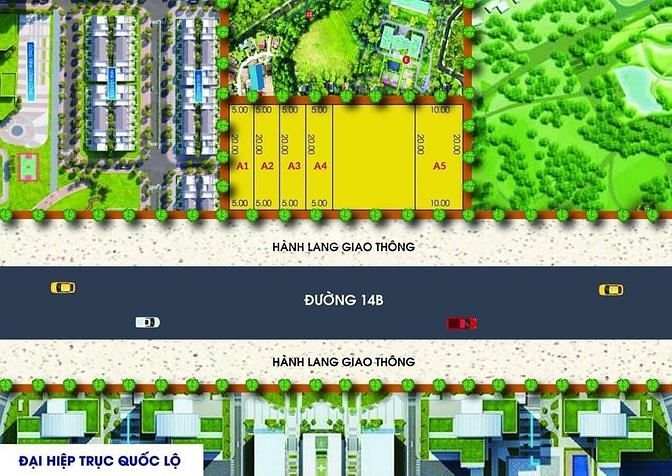 5.00 5.00 5.00 5.00 10.00
20.00 20.00 20.00 20.00 20.00 20.00
A1 A2 A3 A4 A5
5.00 5.00 5.00 5.00 10.00
HÀNH LANG GIAO THÔNG
ĐƯỜNG 14B
HÀNH LANG GIAO THÔNG
ĐẠI HIỆP TRỤC QUỐC LỘ